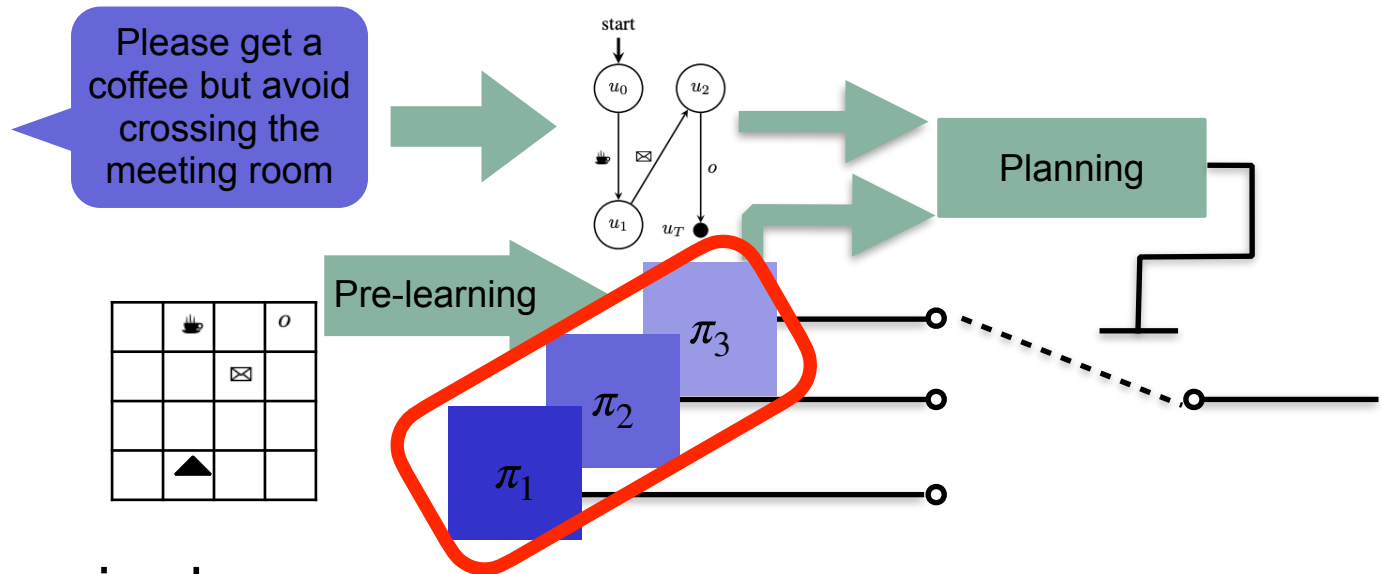 Please get a
coffee but avoid
crossing the
meeting room
start
u₀
u₂
o
u₁
u_T
Planning
Pre-learning
o
π₃
π₂
π₁